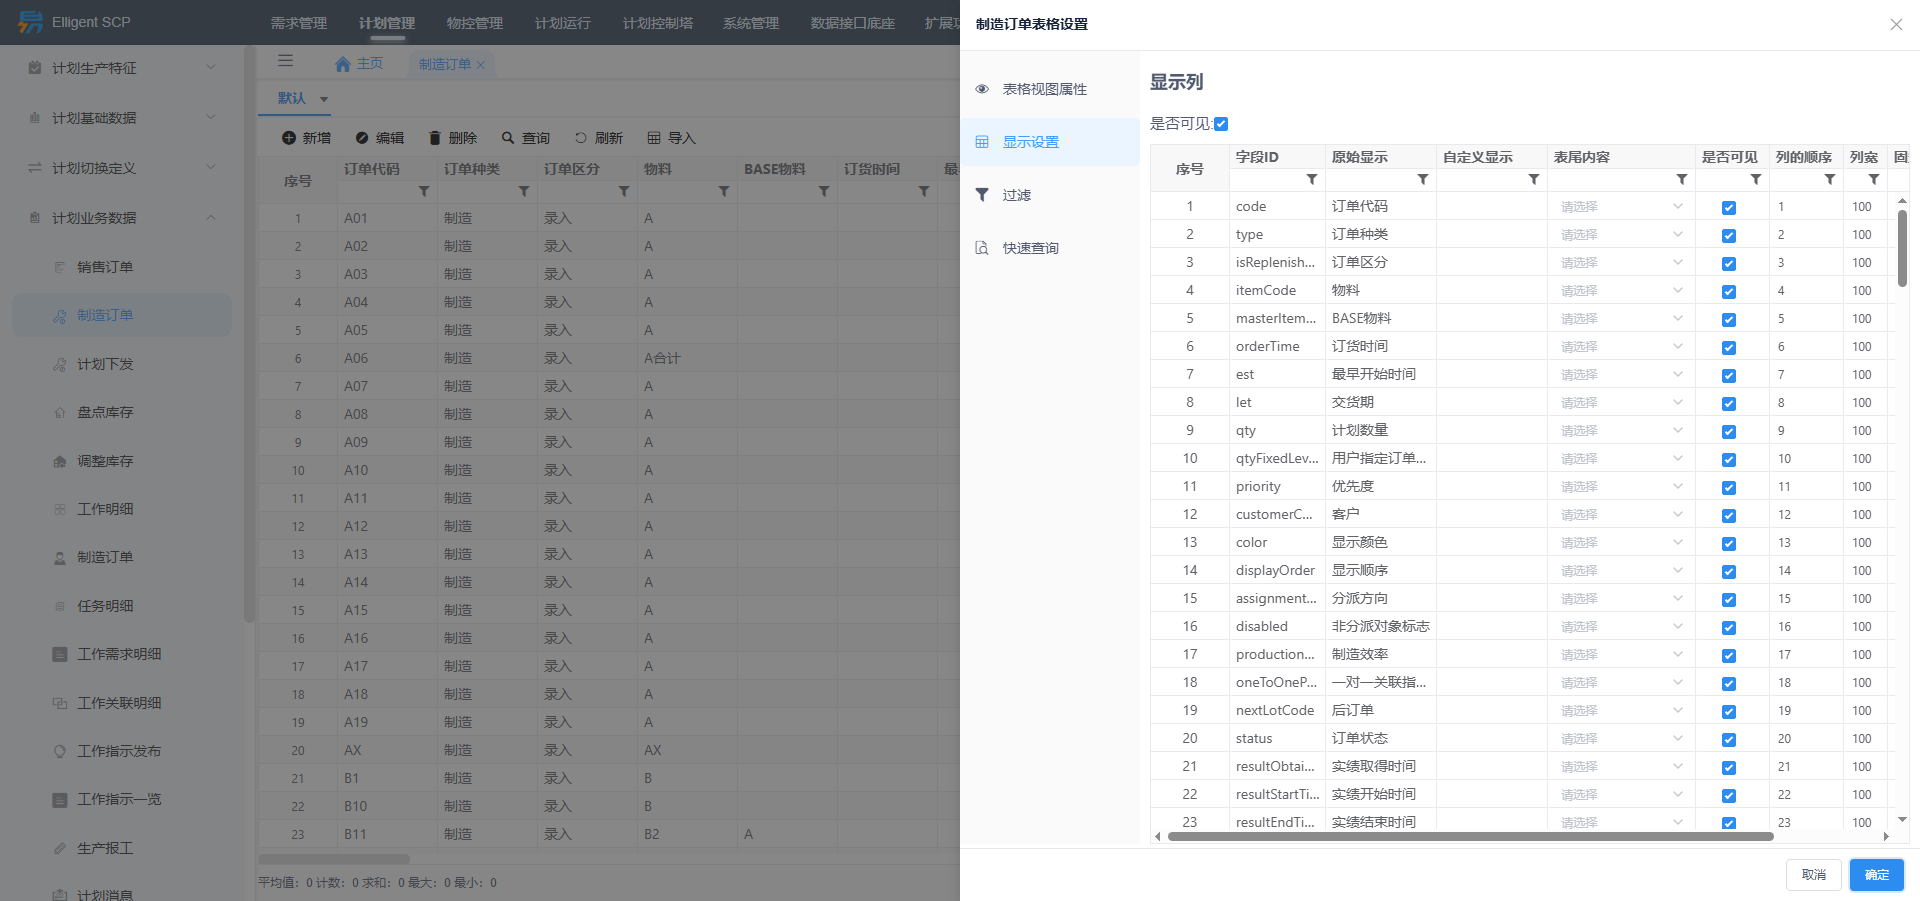 Elligent SCP
需求管理 计划管理 物控管理 计划运行 计划控制塔 系统管理 数据接口底座
计划生产特征
计划基础数据
计划切换定义
计划业务数据
销售订单
制造订单
计划下发
盘点库存
调整库存
工作明细
制造订单
任务明细
工作需求明细
工作关联明细
工作指示发布
工作指示一览
生产报工
计划消息
主页 制造订单
默认
新增 编辑 删除 查询 刷新 导入
序号 订单代码 订单种类 订单区分 物料 BASE物料 订货时间
1 A01 制造 录入 A
2 A02 制造 录入 A
3 A03 制造 录入 A
4 A04 制造 录入 A
5 A05 制造 录入 A
6 A06 制造 录入 A合计
7 A07 制造 录入 A
8 A08 制造 录入 A
9 A09 制造 录入 A
10 A10 制造 录入 A
11 A11 制造 录入 A
12 A12 制造 录入 A
13 A13 制造 录入 A
14 A14 制造 录入 A
15 A15 制造 录入 A
16 A16 制造 录入 A
17 A17 制造 录入 A
18 A18 制造 录入 A
19 A19 制造 录入 A
20 AX 制造 录入 AX
21 B1 制造 录入 B
22 B10 制造 录入 B
23 B11 制造 录入 B2 A
平均值: 0 计数: 0 求和: 0 最大: 0 最小: 0
制造订单表格设置
表格视图属性
显示设置
过滤
快速查询
显示列
是否可见:
序号 字段ID 原始显示 自定义显示 表尾内容 是否可见 列的顺序 列宽 固
1 code 订单代码 请选择 1 100
2 type 订单种类 请选择 2 100
3 isReplenish... 订单区分 请选择 3 100
4 itemCode 物料 请选择 4 100
5 masterItem... BASE物料 请选择 5 100
6 orderTime 订货时间 请选择 6 100
7 est 最早开始时间 请选择 7 100
8 let 交货期 请选择 8 100
9 qty 计划数量 请选择 9 100
10 qtyFixedLev... 用户指定订单... 请选择 10 100
11 priority 优先度 请选择 11 100
12 customerC... 客户 请选择 12 100
13 color 显示颜色 请选择 13 100
14 displayOrder 显示顺序 请选择 14 100
15 assignment... 分派方向 请选择 15 100
16 disabled 非分派对象标志 请选择 16 100
17 production... 制造效率 请选择 17 100
18 oneToOneP... 一对一关联指... 请选择 18 100
19 nextLotCode 后订单 请选择 19 100
20 status 订单状态 请选择 20 100
21 resultObtai... 实绩取得时间 请选择 21 100
22 resultStartTi... 实绩开始时间 请选择 22 100
23 resultEndTi... 实绩结束时间 请选择 23 100
取消 确定